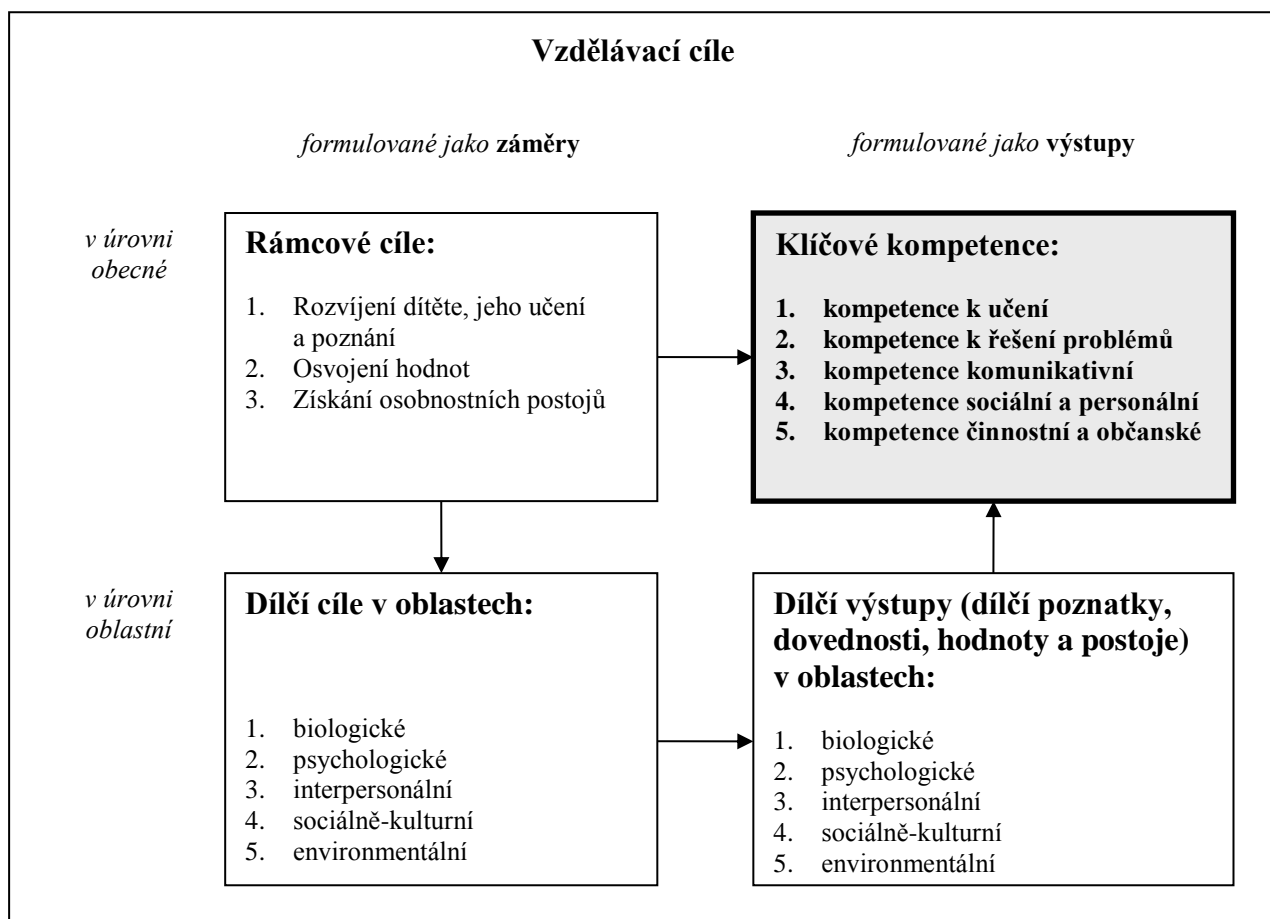 Vzdělávací cíle
formulované jako záměry
formulované jako výstupy
v úrovni
obecné
Rámcové cíle:
1. Rozvíjení dítěte, jeho učení
a poznání
2. Osvojení hodnot
3. Získání osobnostních postojů
Klíčové kompetence:
1. kompetence k učení
2. kompetence k řešení problémů
3. kompetence komunikativní
4. kompetence sociální a personální
5. kompetence činnostní a občanské
v úrovni
oblastní
Dílčí cíle v oblastech:
1. biologické
2. psychologické
3. interpersonální
4. sociálně-kulturní
5. environmentální
Dílčí výstupy (dílčí poznatky,
dovednosti, hodnoty a postoje)
v oblastech:
1. biologické
2. psychologické
3. interpersonální
4. sociálně-kulturní
5. environmentální